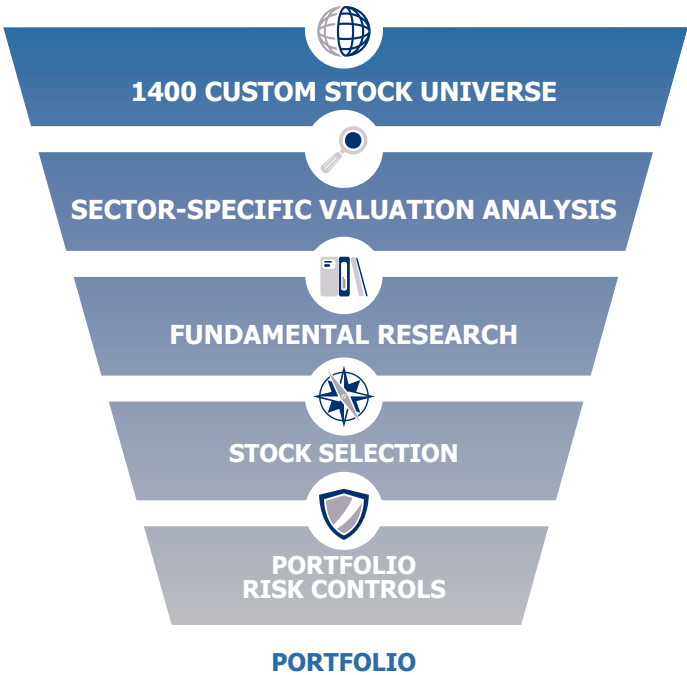 1400 CUSTOM STOCK UNIVERSE
SECTOR-SPECIFIC VALUATION ANALYSIS
FUNDAMENTAL RESEARCH
STOCK SELECTION
PORTFOLIO
RISK CONTROLS
PORTFOLIO